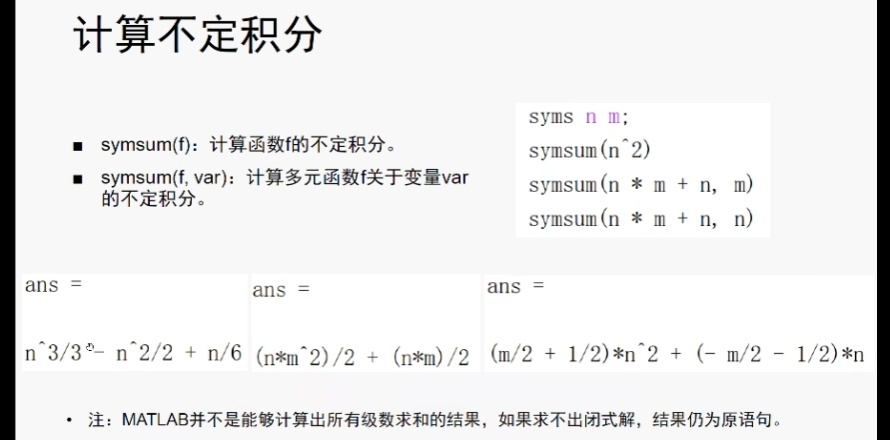 计算不定积分
■ symsum(f)：计算函数f的不定积分。
■ symsum(f, var)：计算多元函数f关于变量var
的不定积分。
syms n m;
symsum(n^2)
symsum(n * m + n, m)
symsum(n * m + n, n)
ans =
n^3/3 - n^2/2 + n/6
ans =
(n*m^2)/2 + (n*m)/2
ans =
(m/2 + 1/2)*n^2 + (- m/2 - 1/2)*n
• 注：MATLAB并不是能够计算出所有级数求和的结果，如果求不出闭式解，结果仍为原语句。